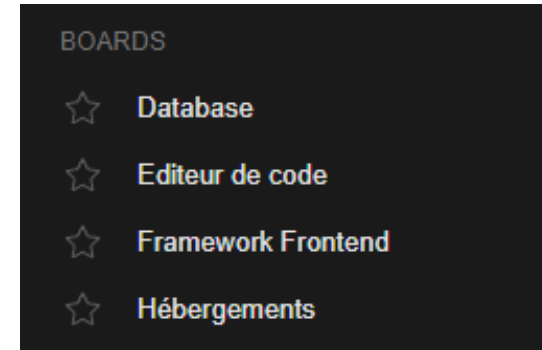 BOARDS
Database
Editeur de code
Framework Frontend
Hébergements